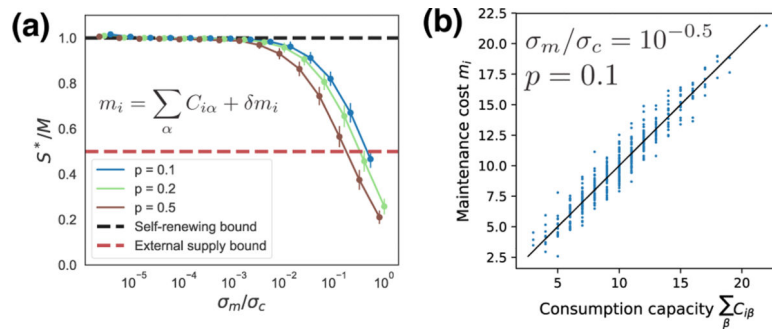 (a)
S*/M
1.0
0.8
0.6
0.4
0.2
0.0
m_i = ∑_α C_{iα} + δm_i
p = 0.1
p = 0.2
p = 0.5
Self-renewing bound
External supply bound
10^{-5} 10^{-4} 10^{-3} 10^{-2} 10^{-1} 10^0
σ_m/σ_c
(b)
Maintenance cost m_i
22.5
20.0
17.5
15.0
12.5
10.0
7.5
5.0
2.5
σ_m/σ_c = 10^{-0.5}
p = 0.1
5 10 15 20
Consumption capacity ∑_β C_{iβ}